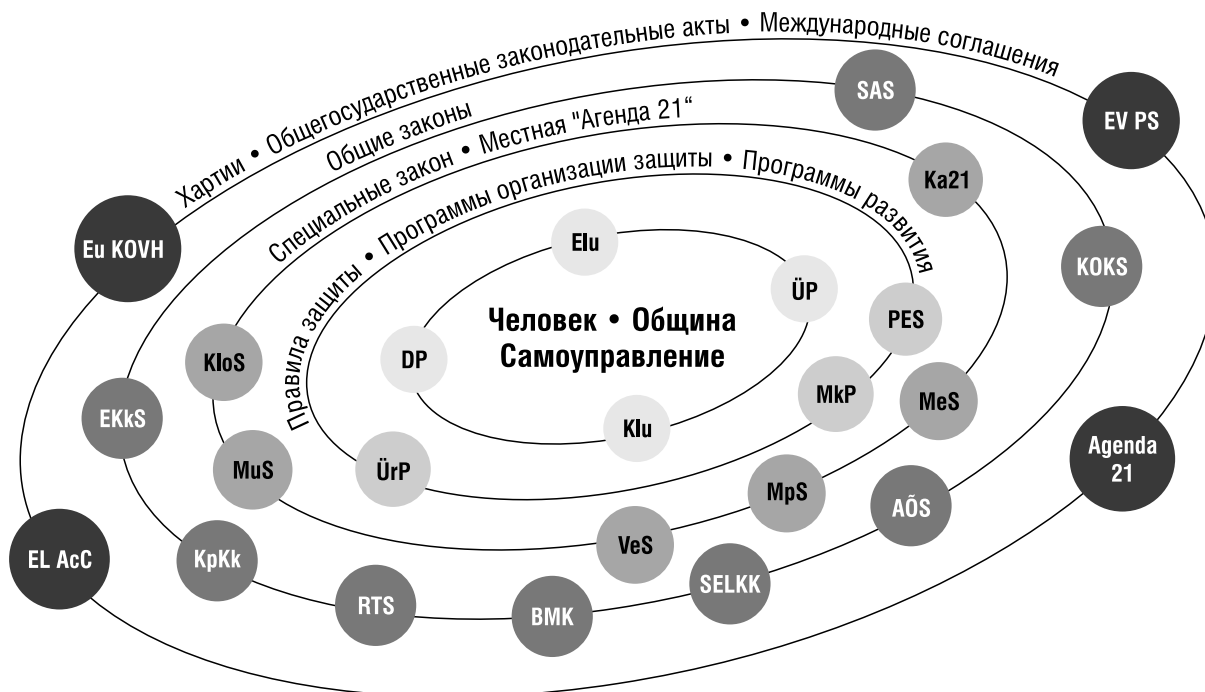 Хартии • Общегосударственные законодательные акты • Международные соглашения
Общие законы
Специальные закон • Местная "Агенда 21“
Правила защиты • Программы организации защиты • Программы развития
Человек • Община
Самоуправление
SAS
EV PS
Ka21
Eu KOVH
Elu
KOKS
ÜP
PES
KloS
DP
MkP
MeS
EKkS
Klu
Agenda
21
MuS
ÜrP
MpS
AÕS
VeS
EL AcC
KpKk
SELKK
RTS
BMK